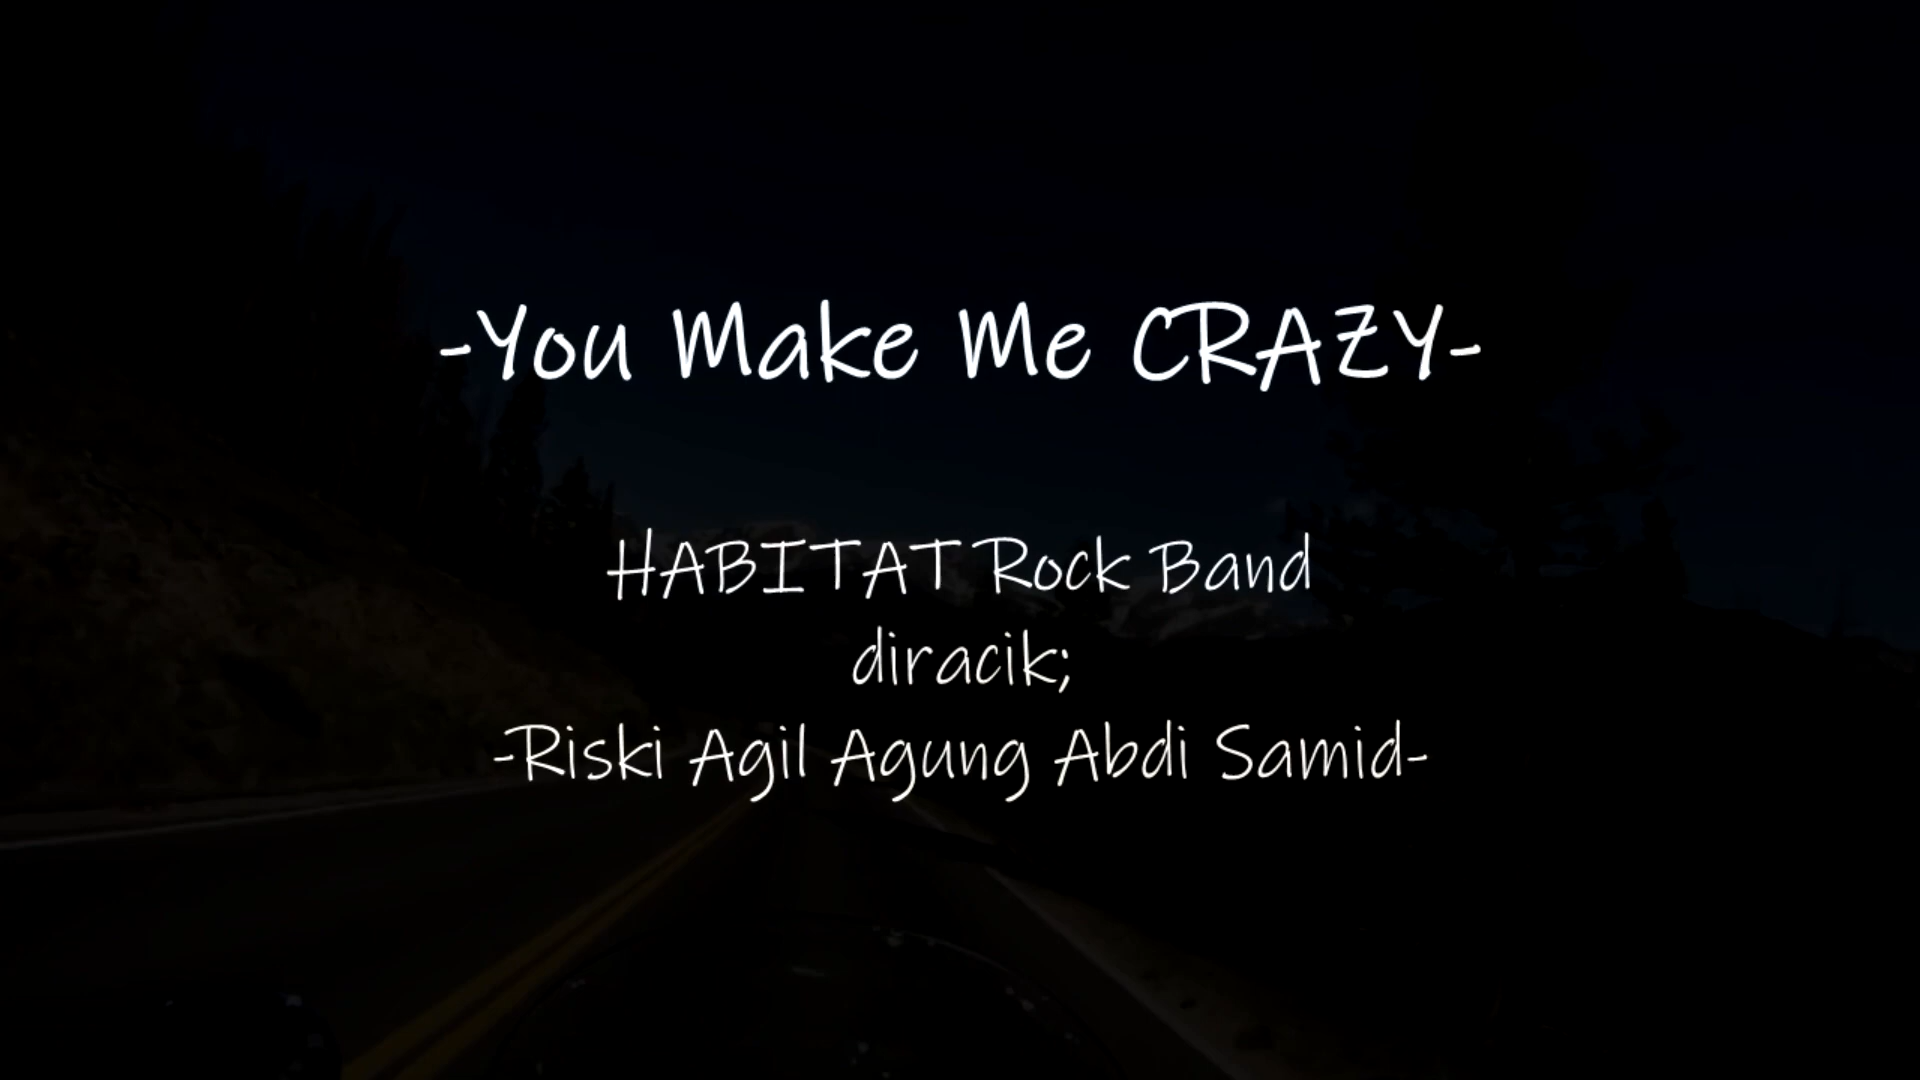 -You Make Me CRAZY-
HABITAT Rock Band
diracik;
-Riski Agil Agung Abdi Samid-